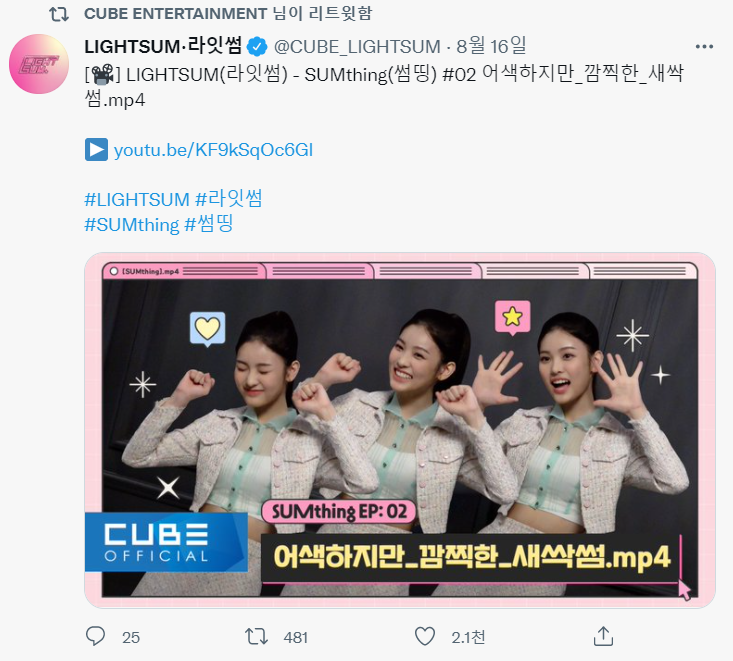 CUBE ENTERTAINMENT 님이 리트윗함
LIGHTSUM·라잇썸 @CUBE_LIGHTSUM · 8월 16일
[📽] LIGHTSUM(라잇썸) - SUMthing(썸띵) #02 어색하지만_깜찍한_새싹
썸.mp4
youtu.be/KF9kSqOc6GI
#LIGHTSUM #라잇썸
#SUMthing #썸띵
[SUMthing].mp4
SUMthing EP: 02
CUBE
OFFICIAL
어색하지만_깜찍한_새싹썸.mp4
25 481 2.1천